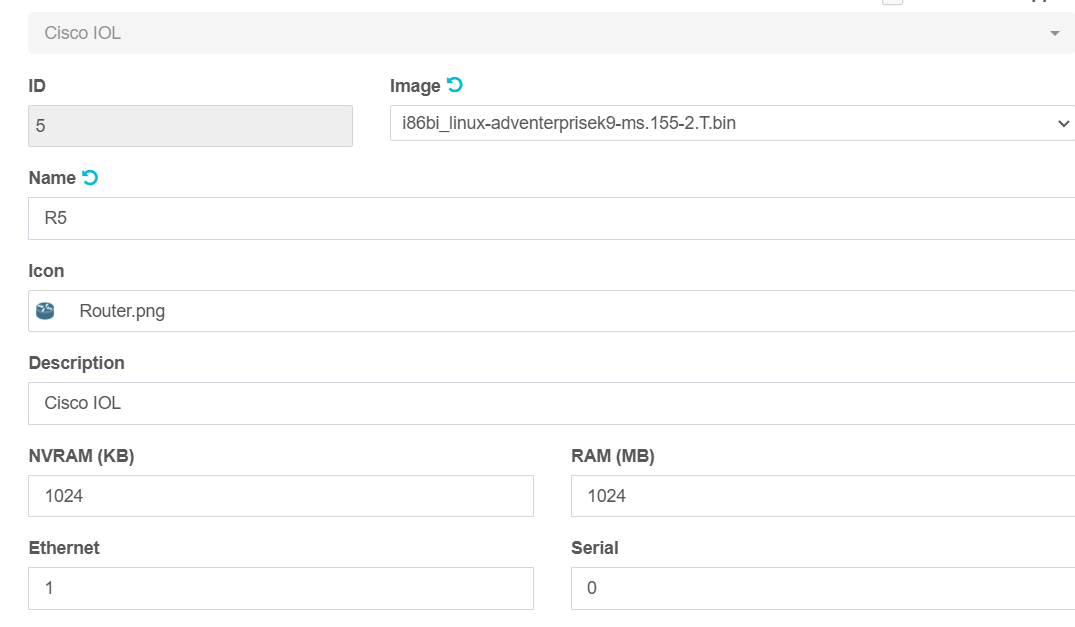 Cisco IOL
ID
Image
5
i86bi_linux-adventerprisek9-ms.155-2.T.bin
Name
R5
Icon
Router.png
Description
Cisco IOL
NVRAM (KB)
RAM (MB)
1024
1024
Ethernet
Serial
1
0